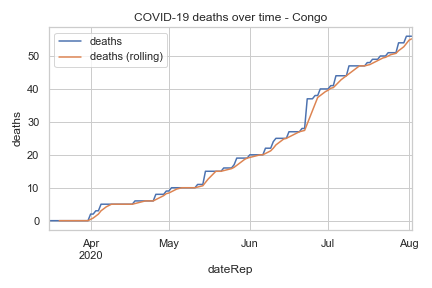 COVID-19 deaths over time - Congo
deaths
deaths (rolling)
50
40
30
20
10
0
deaths
Apr
2020
May
Jun
Jul
Aug
dateRep